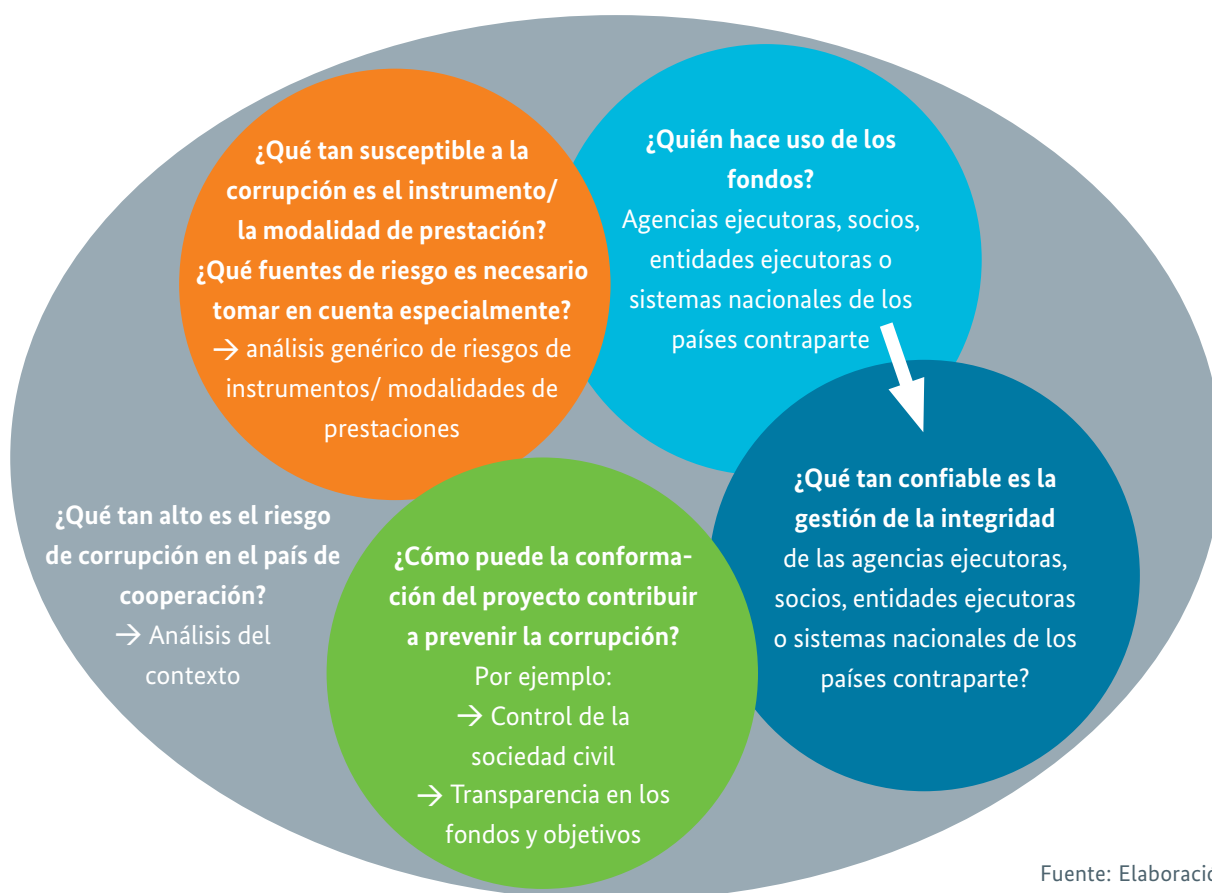 ¿Qué tan susceptible a la
corrupción es el instrumento/
la modalidad de prestación?
¿Qué fuentes de riesgo es necesario
tomar en cuenta especialmente?
→ análisis genérico de riesgos de
instrumentos/ modalidades de
prestaciones
¿Quién hace uso de los
fondos?
Agencias ejecutoras, socios,
entidades ejecutoras o
sistemas nacionales de los
países contraparte
¿Qué tan confiable es la
gestión de la integridad
de las agencias ejecutoras,
socios, entidades ejecutoras
o sistemas nacionales de los
países contraparte?
¿Qué tan alto es el riesgo
de corrupción en el país de
cooperación?
→ Análisis del
contexto
¿Cómo puede la conforma-
ción del proyecto contribuir
a prevenir la corrupción?
Por ejemplo:
→ Control de la
sociedad civil
→ Transparencia en los
fondos y objetivos
Fuente: Elaboració